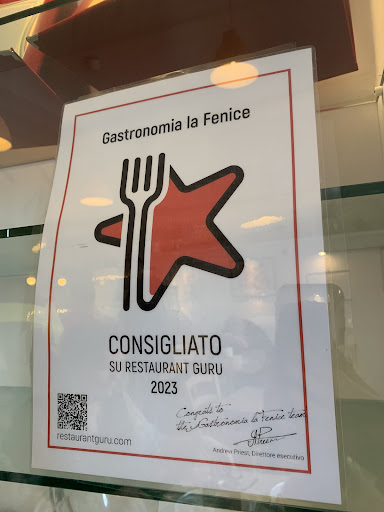 Gastronomia la Fenice
CONSIGLIATO
SU RESTAURANT GURU
2023
Congrats to
the Gastronomia la Fenice team
restaurantguru.com
Andrew Priest, Direttore esecutivo